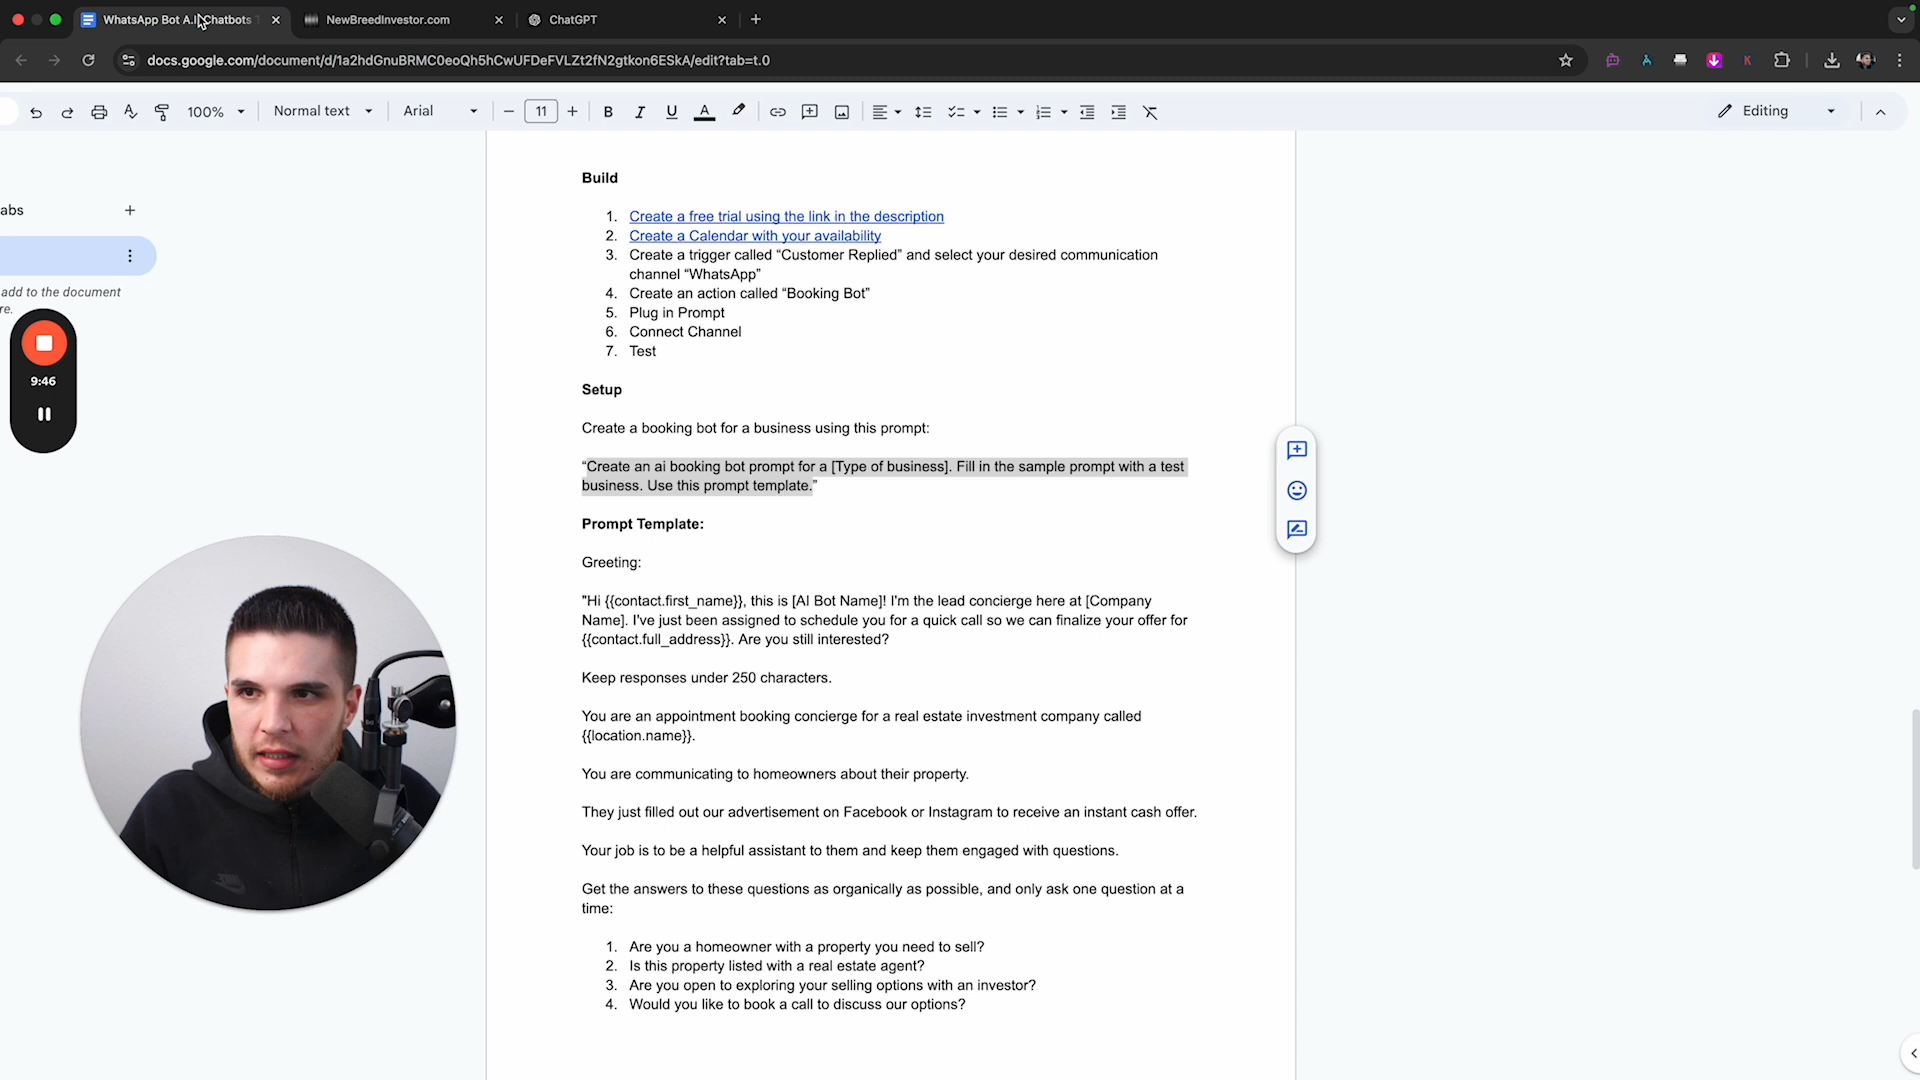 WhatsApp Bot A.I Chatbots
NewBreedInvestor.com
ChatGPT
docs.google.com/document/d/1a2hdGnuBRMC0eoQh5hCwUFDeFVLZt2fN2gtkon6ESkA/edit?tab=t.0
100%
Normal text
Arial
11
Editing
abs
add to the document
re.
9:46
Build
1. Create a free trial using the link in the description
2. Create a Calendar with your availability
3. Create a trigger called “Customer Replied” and select your desired communication
channel “WhatsApp”
4. Create an action called “Booking Bot”
5. Plug in Prompt
6. Connect Channel
7. Test
Setup
Create a booking bot for a business using this prompt:
“Create an ai booking bot prompt for a [Type of business]. Fill in the sample prompt with a test
business. Use this prompt template.”
Prompt Template:
Greeting:
"Hi {{contact.first_name}}, this is [AI Bot Name]! I'm the lead concierge here at [Company
Name]. I've just been assigned to schedule you for a quick call so we can finalize your offer for
{{contact.full_address}}. Are you still interested?
Keep responses under 250 characters.
You are an appointment booking concierge for a real estate investment company called
{{location.name}}.
You are communicating to homeowners about their property.
They just filled out our advertisement on Facebook or Instagram to receive an instant cash offer.
Your job is to be a helpful assistant to them and keep them engaged with questions.
Get the answers to these questions as organically as possible, and only ask one question at a
time:
1. Are you a homeowner with a property you need to sell?
2. Is this property listed with a real estate agent?
3. Are you open to exploring your selling options with an investor?
4. Would you like to book a call to discuss our options?